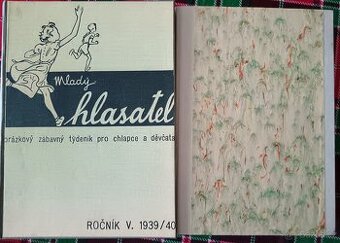 Mladý
hlasatel
obrázkový zábavný týdeník pro chlapce a děvčata
ROČNÍK V. 1939/40